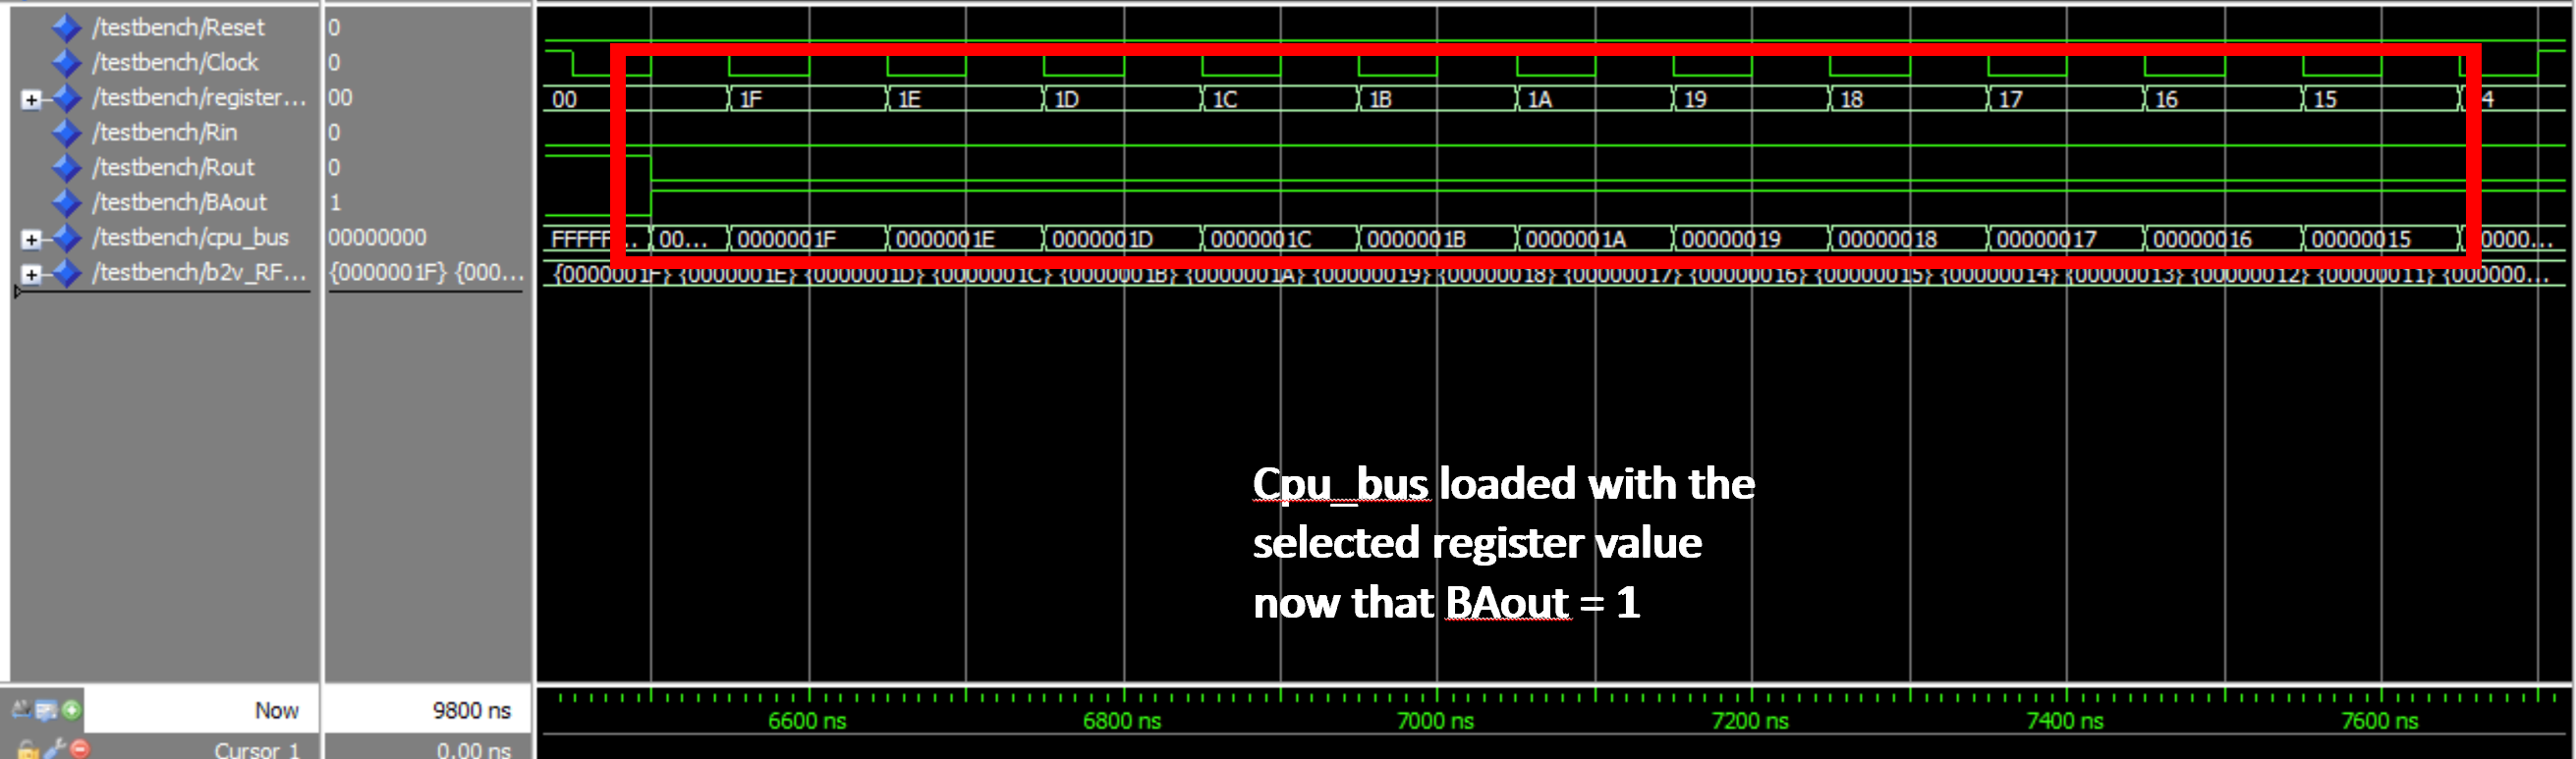 /testbench/Reset 0
/testbench/Clock 0
/testbench/register... 00 00 1F 1E 1D 1C 1B 1A 19 18 17 16 15 4
/testbench/Rin 0
/testbench/Rout 0
/testbench/BAout 1
/testbench/cpu_bus 00000000 FFFFF... 00... 0000001F 0000001E 0000001D 0000001C 0000001B 0000001A 00000019 00000018 00000017 00000016 00000015 0000...
/testbench/b2v_RF... {0000001F} {000... {0000001F} {0000001E} {0000001D} {0000001C} {0000001B} {0000001A} {00000019} {00000018} {00000017} {00000016} {00000015} {00000014} {00000013} {00000012} {00000011} {000000...
Cpu_bus loaded with the
selected register value
now that BAout = 1
Now 9800 ns 6600 ns 6800 ns 7000 ns 7200 ns 7400 ns 7600 ns
Cursor 1 0.00 ns